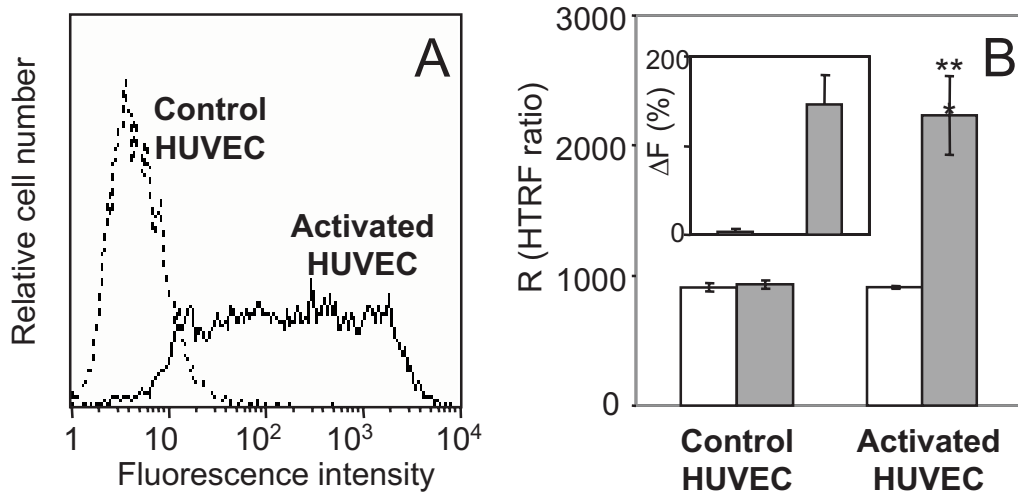 A
Control
HUVEC
Activated
HUVEC
Relative cell number
1 10 10² 10³ 10⁴
Fluorescence intensity
B
3000
2000
1000
0
R (HTRF ratio)
200
0
ΔF (%)
**
*
Control
HUVEC
Activated
HUVEC